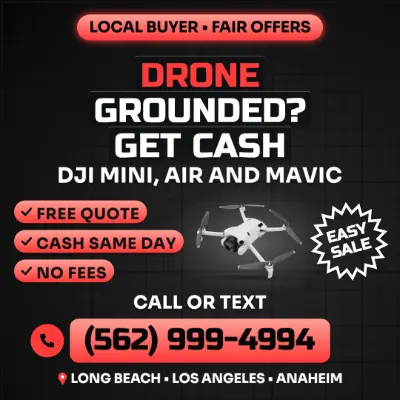 LOCAL BUYER • FAIR OFFERS
DRONE
GROUNDED?
GET CASH
DJI MINI, AIR AND MAVIC
FREE QUOTE
CASH SAME DAY
NO FEES
EASY
SALE
CALL OR TEXT
(562) 999-4994
LONG BEACH • LOS ANGELES • ANAHEIM